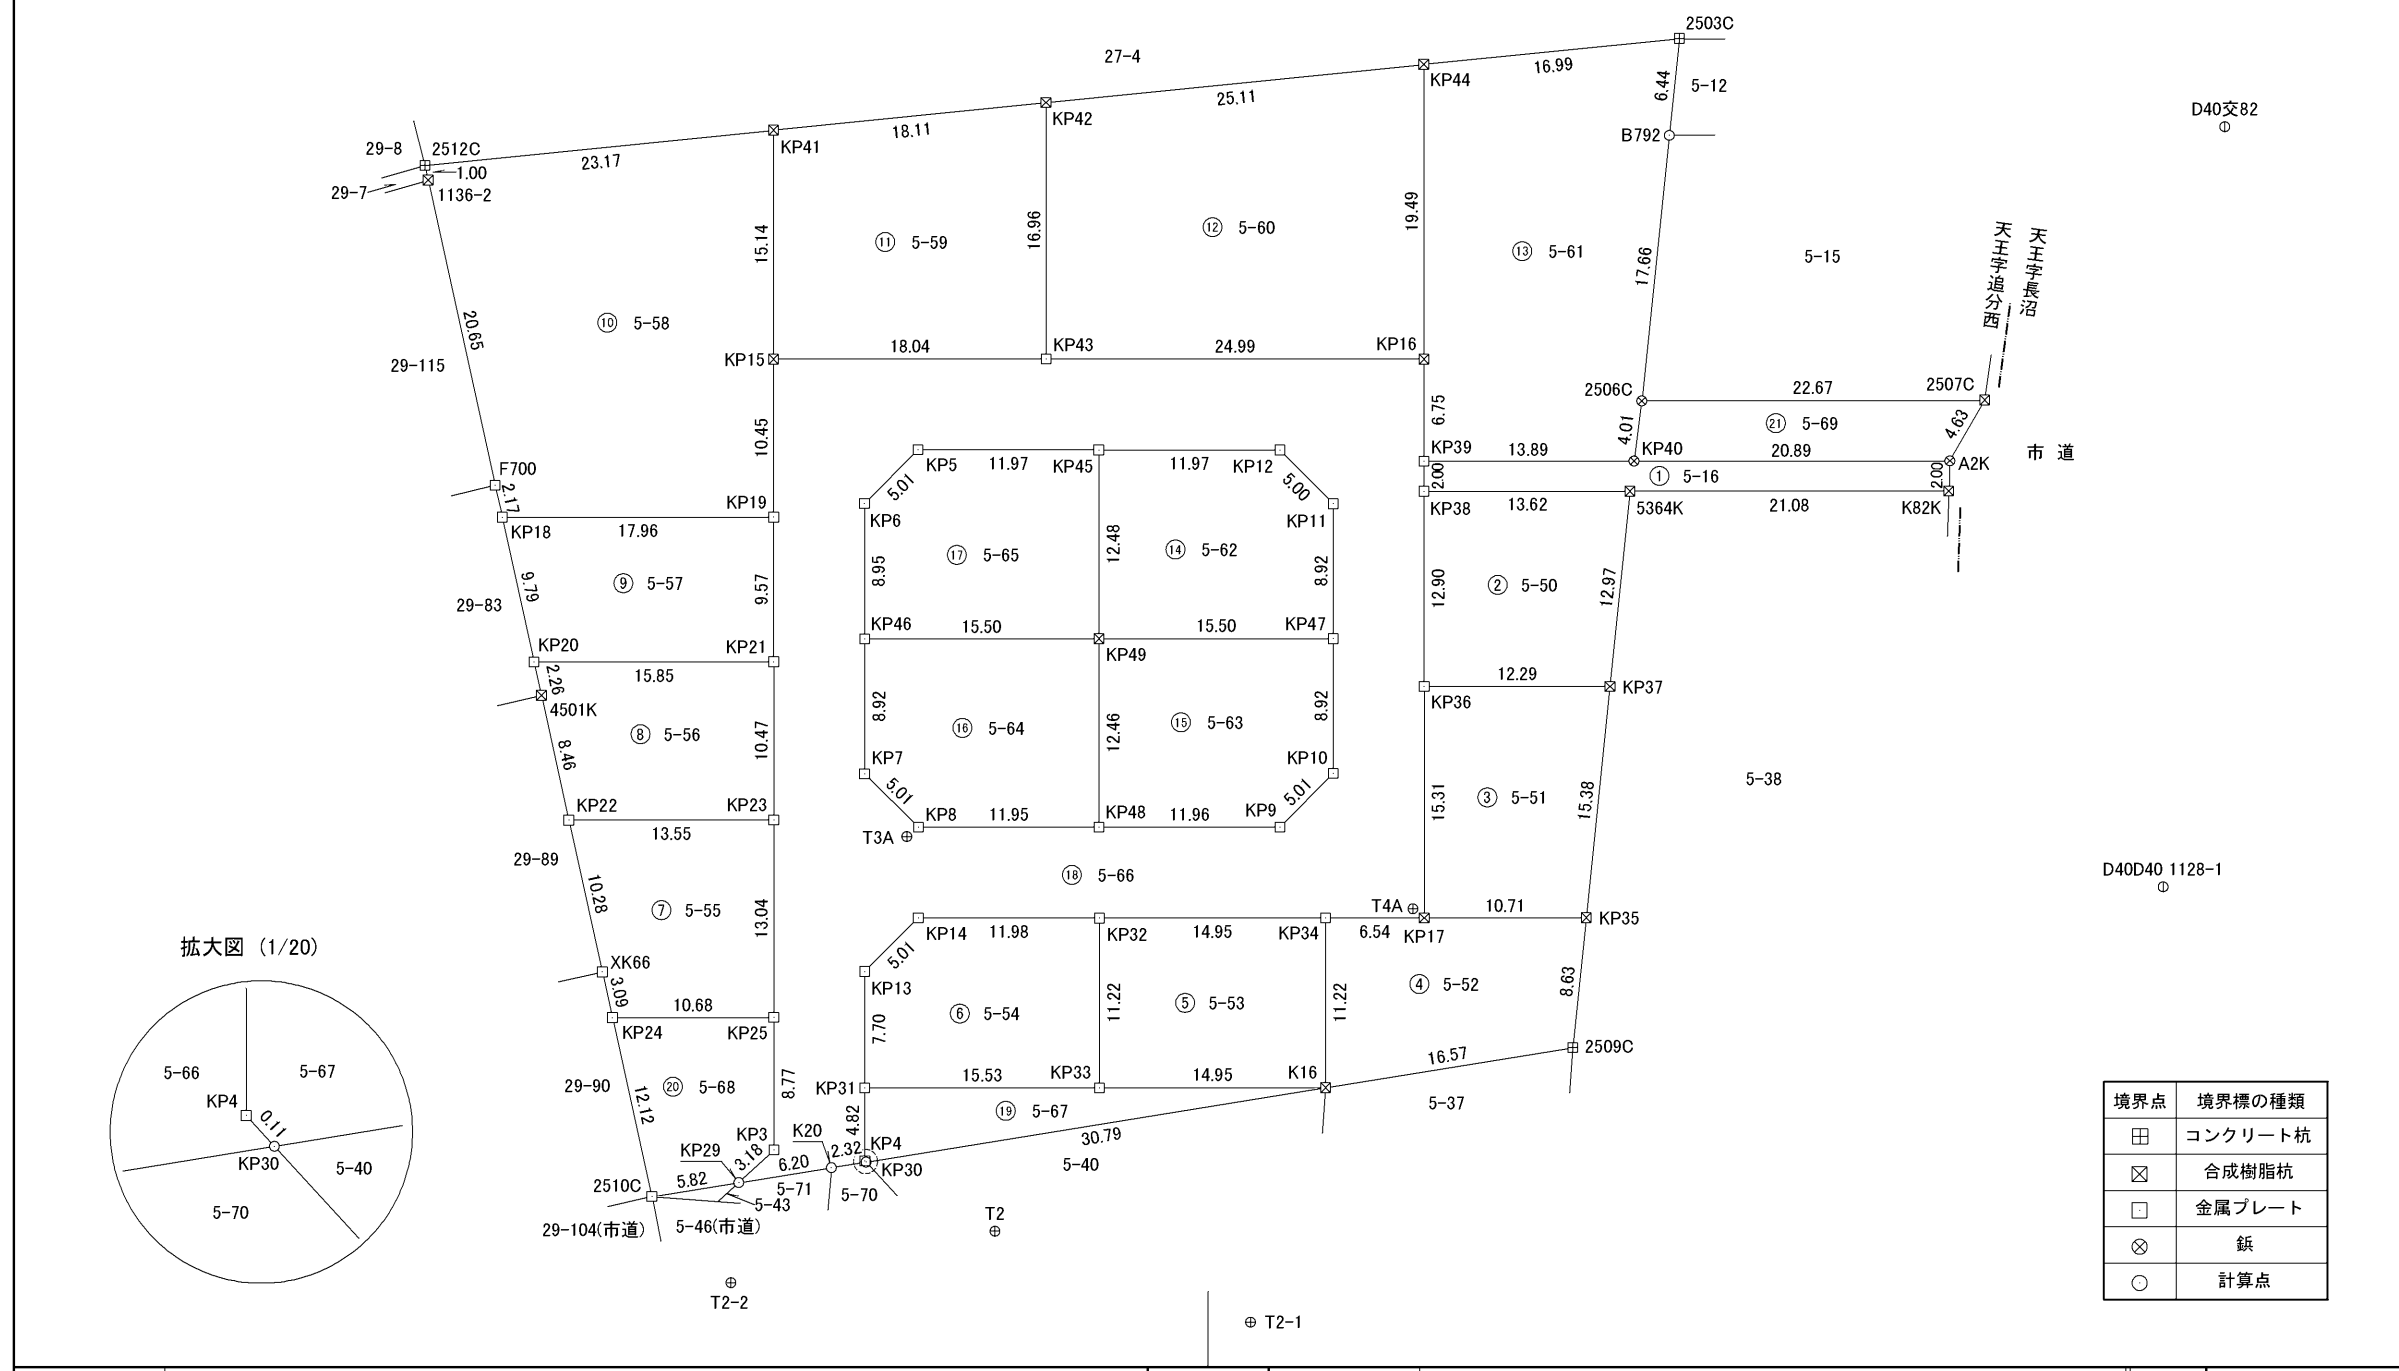 2503C
27-4
KP44
16.99
6.44
5-12
D40交82
25.11
KP42
B792
18.11
KP41
29-8
2512C
23.17
1.00
29-7
1136-2
15.14
⑪ 5-59
16.96
⑫ 5-60
19.49
⑬ 5-61
17.66
5-15
天王字追分西
天王字長沼
20.65
⑩ 5-58
29-115
KP15
18.04
KP43
24.99
KP16
2506C
22.67
2507C
6.75
4.01
㉑ 5-69
4.63
10.45
KP39
13.89
KP40
20.89
A2K
市道
F700
2.17
KP5
11.97
KP45
11.97
KP12
5.01
5.00
2.00
① 5-16
2.00
KP19
KP18
17.96
KP6
KP11
KP38
13.62
5364K
21.08
K82K
9.79
⑨ 5-57
9.57
8.95
⑰ 5-65
12.48
⑭ 5-62
8.92
12.90
② 5-50
12.97
29-83
KP20
KP21
KP46
15.50
15.50
KP47
KP49
2.26
15.85
12.29
KP37
KP36
4501K
8.46
⑧ 5-56
10.47
8.92
⑯ 5-64
12.46
⑮ 5-63
8.92
KP7
KP10
15.31
③ 5-51
15.38
5-38
KP22
KP23
5.01
5.01
13.55
KP8
11.95
KP48
11.96
KP9
T3A
29-89
10.28
⑦ 5-55
13.04
⑱ 5-66
D40D40 1128-1
T4A
10.71
KP35
KP14
11.98
KP32
14.95
KP34
6.54
KP17
拡大図 (1/20)
5.01
XK66
3.09
10.68
KP13
④ 5-52
8.63
KP24
KP25
7.70
⑥ 5-54
11.22
⑤ 5-53
11.22
2509C
5-66
5-67
KP4
0.11
KP30
5-40
5-70
29-90
12.12
⑳ 5-68
8.77
KP31
15.53
KP33
14.95
K16
16.57
4.82
⑲ 5-67
5-37
KP3
K20
KP4
30.79
KP29
3.18
6.20
2.32
KP30
5-40
2510C
5.82
5-71
5-70
5-43
29-104(市道)
5-46(市道)
T2
T2-2
T2-1
境界点 境界標の種類
コンクリート杭
合成樹脂杭
金属プレート
鋲
計算点